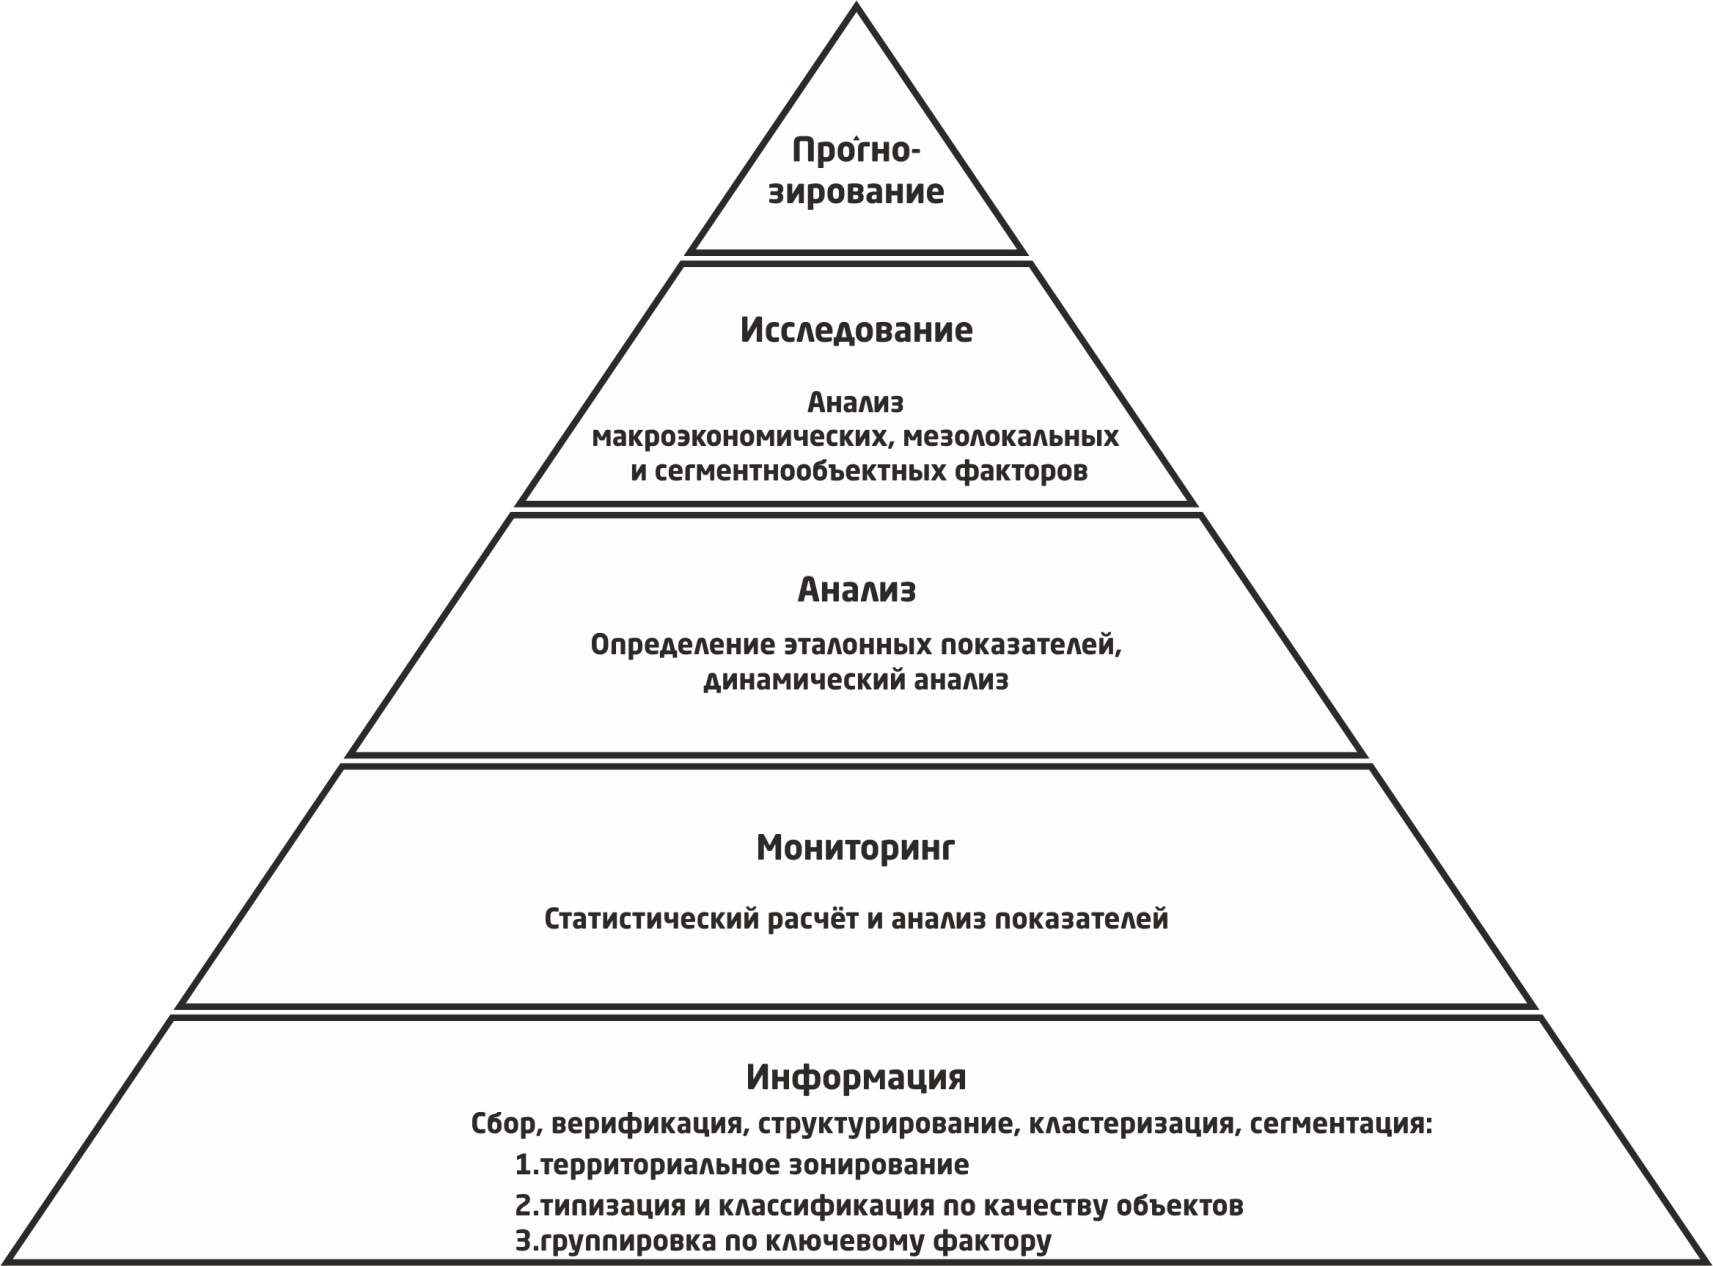 Прогно-
зирование
Исследование
Анализ
макроэкономических, мезолокальных
и сегментнообъектных факторов
Анализ
Определение эталонных показателей,
динамический анализ
Мониторинг
Статистический расчёт и анализ показателей
Информация
Сбор, верификация, структурирование, кластеризация, сегментация:
1.территориальное зонирование
2.типизация и классификация по качеству объектов
3.группировка по ключевому фактору